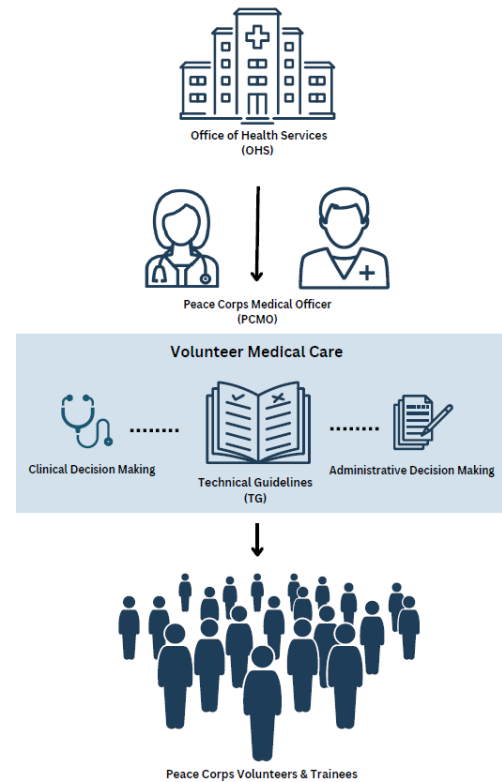 Office of Health Services
(OHS)
Peace Corps Medical Officer
(PCMO)
Volunteer Medical Care
Clinical Decision Making
Technical Guidelines
(TG)
Administrative Decision Making
Peace Corps Volunteers & Trainees